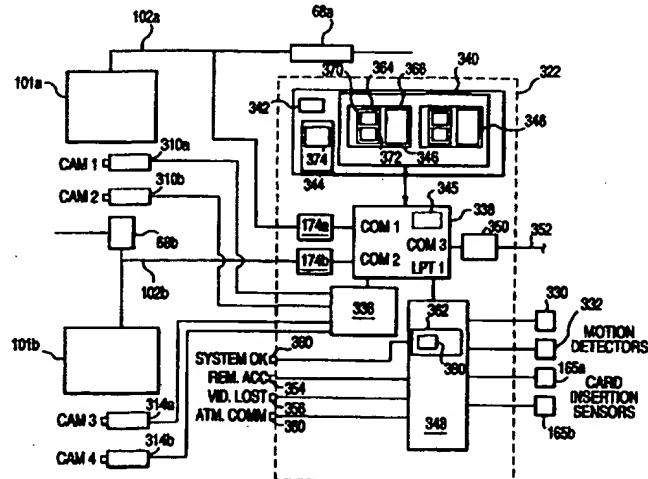 102a
68a
101a
370
364
366
340
322
342
346
374
372
346
344
CAM 1
310a
CAM 2
310b
345
338
174a
COM 1
350
352
68b
COM 3
174b
COM 2
LPT 1
102b
336
362
330
332
101b
SYSTEM OK
360
380
MOTION
DETECTORS
REM. ACC
354
165a
CARD
INSERTION
SENSORS
VID. LOST
356
ATM. COMM
360
348
165b
CAM 3
314a
CAM 4
314b